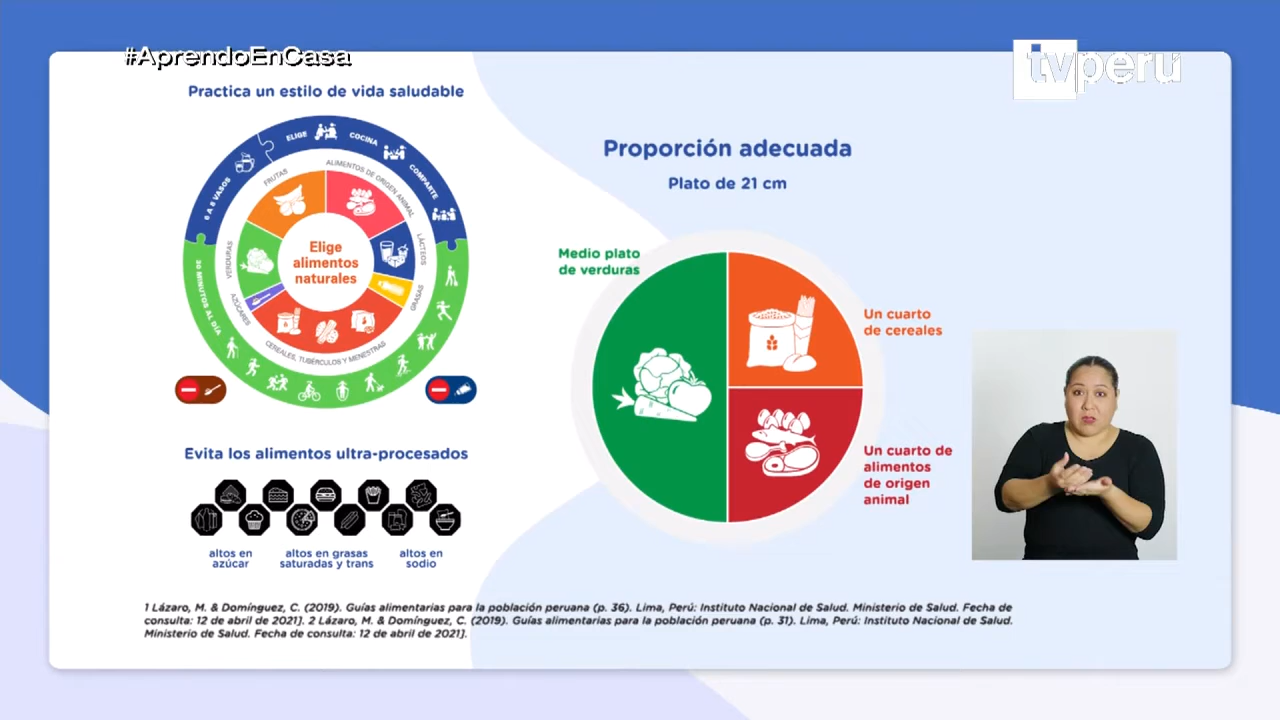 #AprendoEnCasa
tvperú
Practica un estilo de vida saludable
6 A 8 VASOS
ELIGE
COCINA
COMPARTE
FRUTAS
ALIMENTOS DE ORIGEN ANIMAL
LÁCTEOS
GRASAS
CEREALES, TUBÉRCULOS Y MENESTRAS
AZÚCARES
VERDURAS
30 MINUTOS AL DÍA
Elige
alimentos
naturales
Evita los alimentos ultra-procesados
altos en
azúcar
altos en grasas
saturadas y trans
altos en
sodio
Proporción adecuada
Plato de 21 cm
Medio plato
de verduras
Un cuarto
de cereales
Un cuarto de
alimentos
de origen
animal
1 Lázaro, M. & Domínguez, C. (2019). Guías alimentarias para la población peruana (p. 36). Lima, Perú: Instituto Nacional de Salud. Ministerio de Salud. Fecha de
consulta: 12 de abril de 2021]. 2 Lázaro, M. & Domínguez, C. (2019). Guías alimentarias para la población peruana (p. 31). Lima, Perú: Instituto Nacional de Salud.
Ministerio de Salud. Fecha de consulta: 12 de abril de 2021].